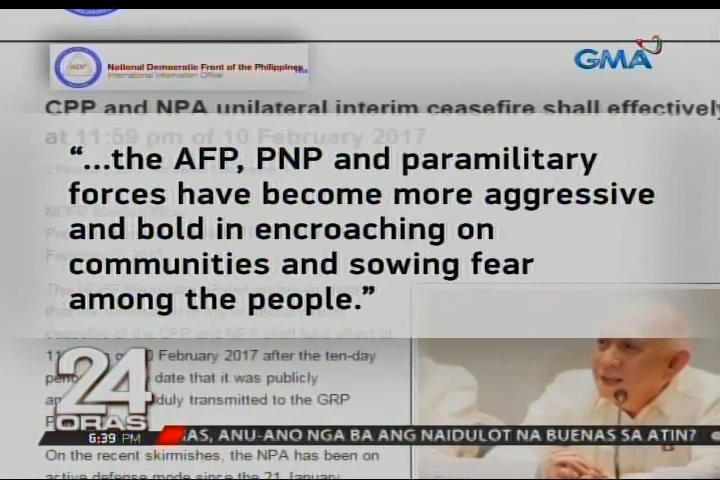 GMA
NDF
National Democratic Front of the Philippines
International Information Office
CPP and NPA unilateral interim ceasefire shall effectively
at 11:59 pm of 10 February 2017
“...the AFP, PNP and paramilitary
forces have become more aggressive
and bold in encroaching on
communities and sowing fear
among the people.”
February 2017 after the ten-day
date that it was publicly
duly transmitted to the GRP
24
ORAS
6:39 PM
AS, ANU-ANO NGA BA ANG NAIDULOT NA BUENAS SA ATIN?
On the recent skirmishes, the NPA has been on
active defense mode since the 21 January